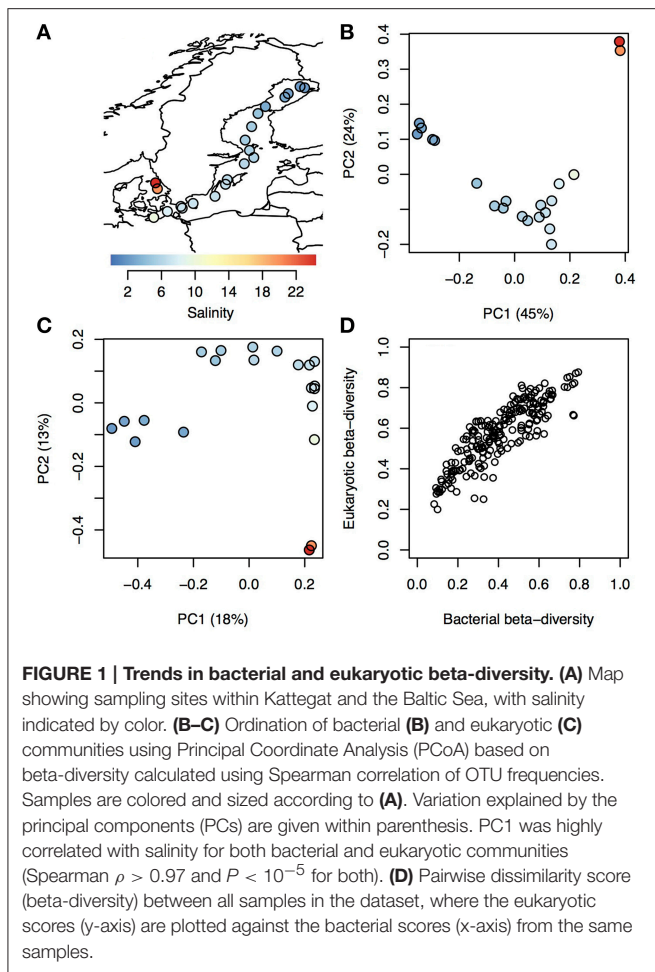 A
2 6 10 14 18 22
Salinity
B
PC2 (24%)
0.4
0.3
0.2
0.1
0.0
−0.2
−0.2 0.0 0.2 0.4
PC1 (45%)
C
PC2 (13%)
0.2
0.0
−0.2
−0.4
−0.4 −0.2 0.0 0.2
PC1 (18%)
D
Eukaryotic beta−diversity
1.0
0.8
0.6
0.4
0.2
0.0
0.0 0.2 0.4 0.6 0.8 1.0
Bacterial beta−diversity
FIGURE 1 | Trends in bacterial and eukaryotic beta-diversity. (A) Map
showing sampling sites within Kattegat and the Baltic Sea, with salinity
indicated by color. (B–C) Ordination of bacterial (B) and eukaryotic (C)
communities using Principal Coordinate Analysis (PCoA) based on
beta-diversity calculated using Spearman correlation of OTU frequencies.
Samples are colored and sized according to (A). Variation explained by the
principal components (PCs) are given within parenthesis. PC1 was highly
correlated with salinity for both bacterial and eukaryotic communities
(Spearman ρ > 0.97 and P < 10⁻⁵ for both). (D) Pairwise dissimilarity score
(beta-diversity) between all samples in the dataset, where the eukaryotic
scores (y-axis) are plotted against the bacterial scores (x-axis) from the same
samples.